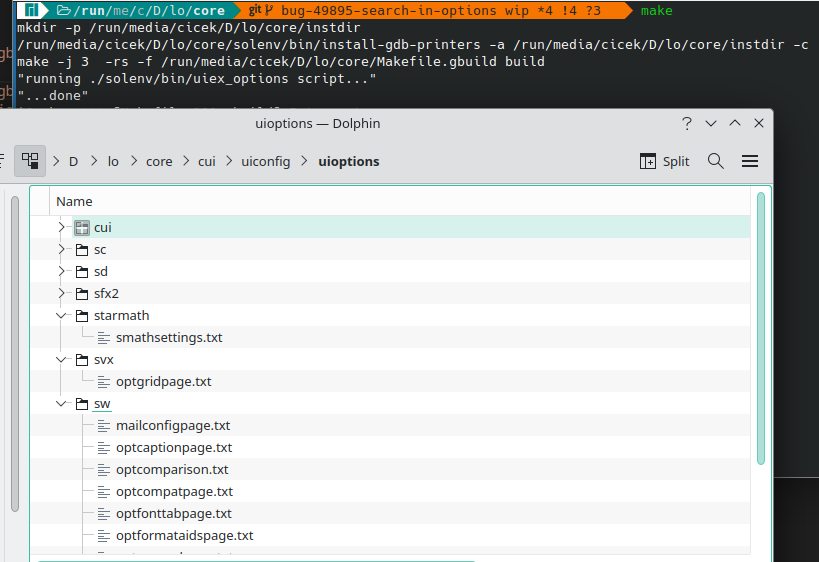 /run/me/c/D/lo/core git bug-49895-search-in-options wip *4 !4 ?3 make
mkdir -p /run/media/cicek/D/lo/core/instdir
/run/media/cicek/D/lo/core/solenv/bin/install-gdb-printers -a /run/media/cicek/D/lo/core/instdir -c
make -j 3  -rs -f /run/media/cicek/D/lo/core/Makefile.gbuild build
"running ./solenv/bin/uiex_options script..."
"...done"
uioptions — Dolphin
D > lo > core > cui > uiconfig > uioptions Split
Name
cui
sc
sd
sfx2
starmath
smathsettings.txt
svx
optgridpage.txt
sw
mailconfigpage.txt
optcaptionpage.txt
optcomparison.txt
optcompatpage.txt
optfonttabpage.txt
optformataidspage.txt